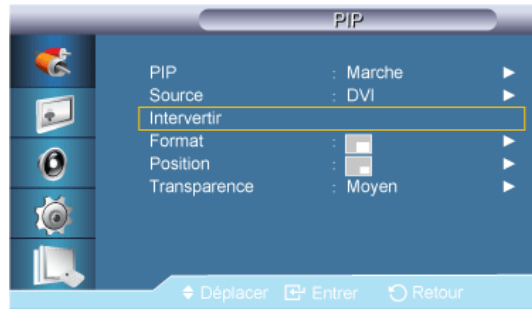 PIP
PIP : Marche
Source : DVI
Intervertir
Format :
Position :
Transparence : Moyen
Déplacer Entrer Retour